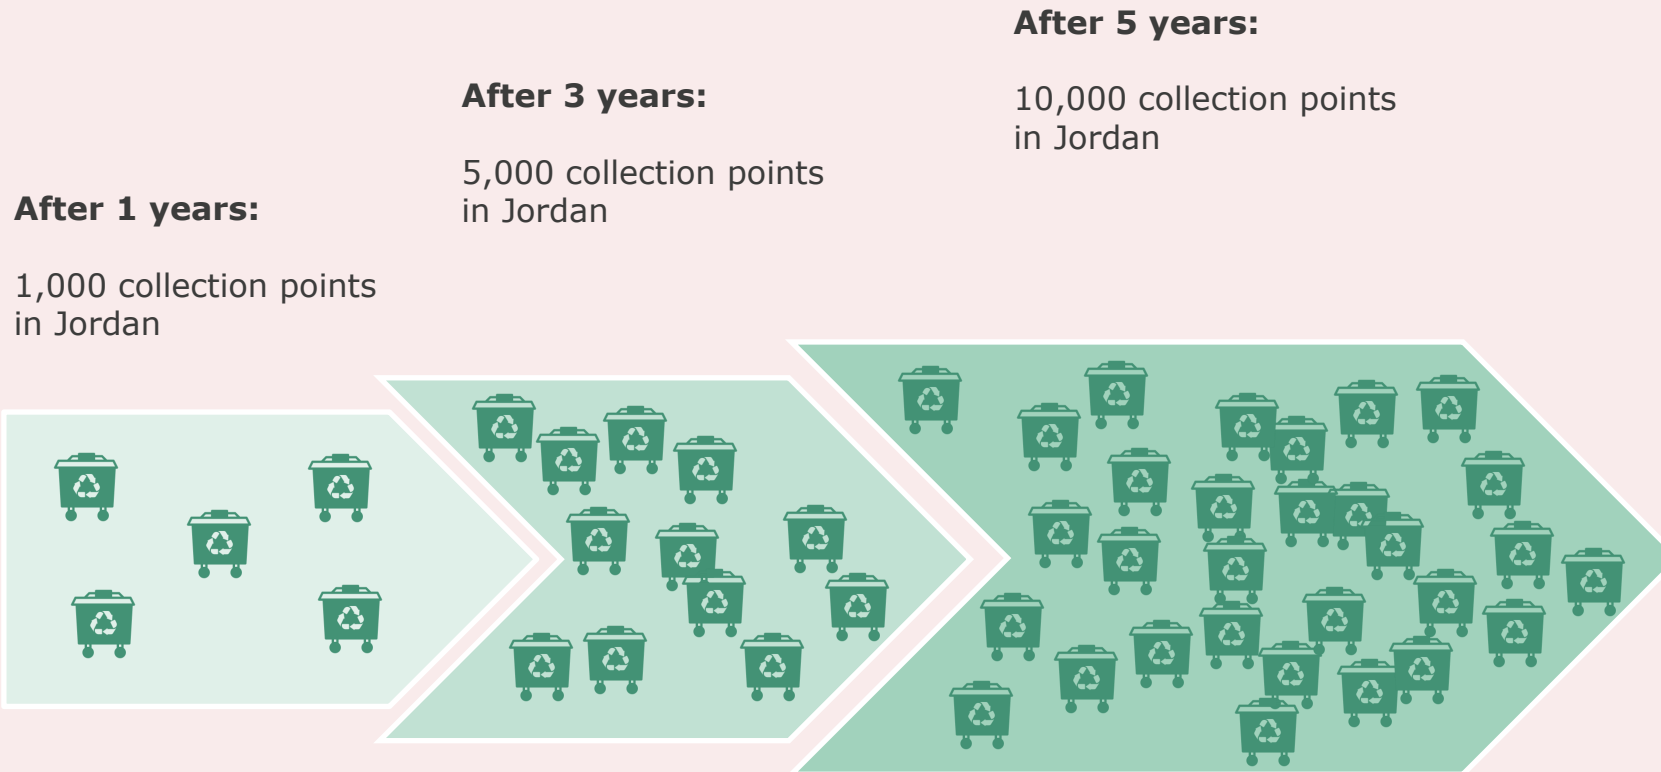 After 1 years:
1,000 collection points
in Jordan
After 3 years:
5,000 collection points
in Jordan
After 5 years:
10,000 collection points
in Jordan